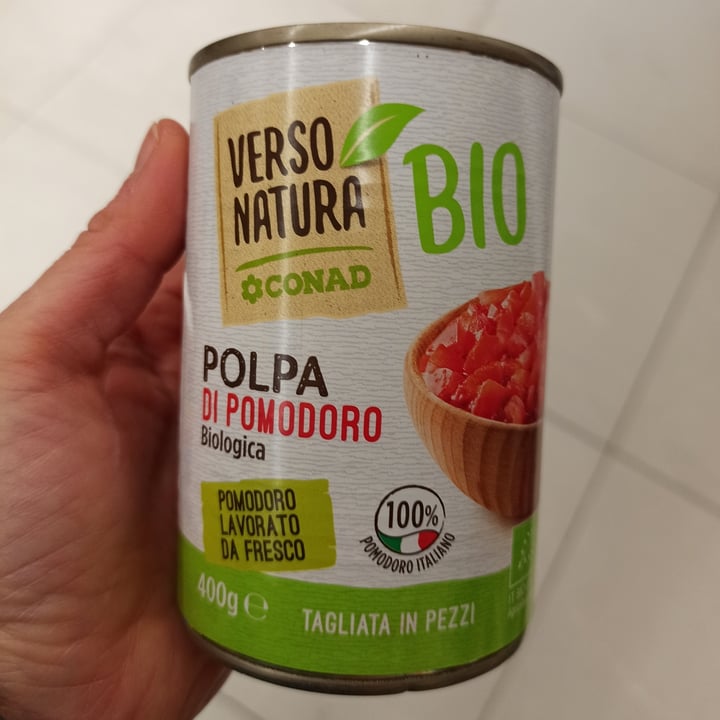 VERSO
NATURA
CONAD
BIO
POLPA
DI POMODORO
Biologica
POMODORO
LAVORATO
DA FRESCO
100%
POMODORO ITALIANO
400g e
TAGLIATA IN PEZZI